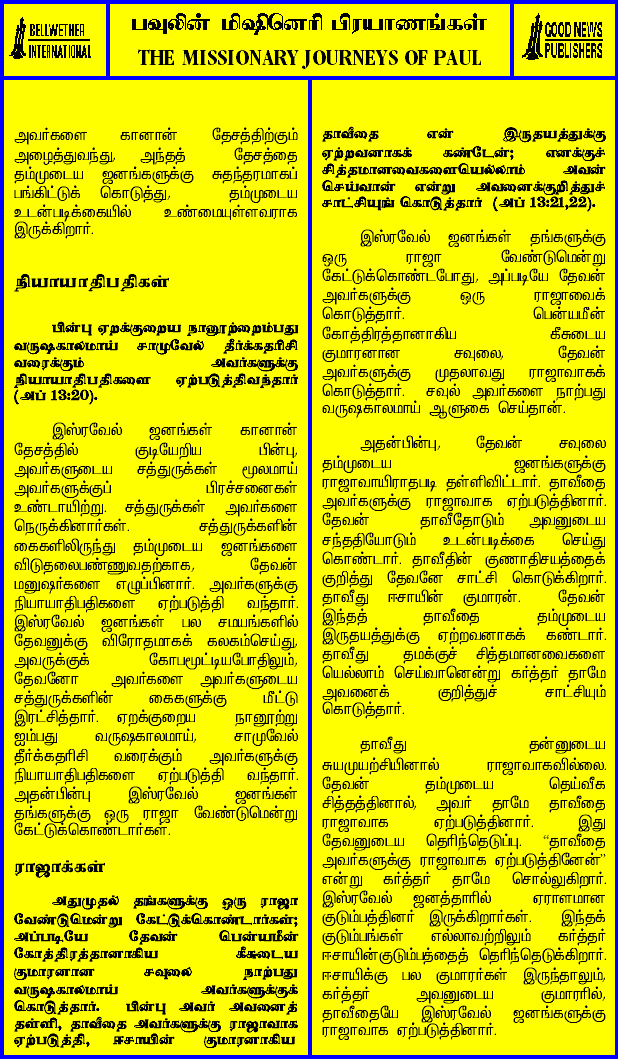 BELLWETHER
INTERNATIONAL
பவுலின் மிஷினெரி பிரயாணங்கள்
THE MISSIONARY JOURNEYS OF PAUL
GOOD NEWS
PUBLISHERS
அவர்களை கானான் தேசத்திற்கும்
அழைத்துவந்து, அந்தத் தேசத்தை
தம்முடைய ஜனங்களுக்கு சுதந்தரமாகப்
பங்கிட்டுக் கொடுத்து, தம்முடைய
உடன்படிக்கையில் உண்மையுள்ளவராக
இருக்கிறார்.
நியாயாதிபதிகள்
பின்பு ஏறக்குறைய நானூற்றைம்பது
வருஷகாலமாய் சாமுவேல் தீர்க்கதரிசி
வரைக்கும் அவர்களுக்கு
நியாயாதிபதிகளை ஏற்படுத்திவந்தார்
(அப் 13:20).
இஸ்ரவேல் ஜனங்கள் கானான்
தேசத்தில் குடியேறிய பின்பு,
அவர்களுடைய சத்துருக்கள் மூலமாய்
அவர்களுக்குப் பிரச்சனைகள்
உண்டாயிற்று. சத்துருக்கள் அவர்களை
நெருக்கினார்கள். சத்துருக்களின்
கைகளிலிருந்து தம்முடைய ஜனங்களை
விடுதலைபண்ணுவதற்காக, தேவன்
மனுஷர்களை எழுப்பினார். அவர்களுக்கு
நியாயாதிபதிகளை ஏற்படுத்தி வந்தார்.
இஸ்ரவேல் ஜனங்கள் பல சமயங்களில்
தேவனுக்கு விரோதமாகக் கலகம்செய்து,
அவருக்குக் கோபமூட்டியபோதிலும்,
தேவனோ அவர்களை அவர்களுடைய
சத்துருக்களின் கைகளுக்கு மீட்டு
இரட்சித்தார். ஏறக்குறைய நானூற்று
ஐம்பது வருஷகாலமாய், சாமுவேல்
தீர்க்கதரிசி வரைக்கும் அவர்களுக்கு
நியாயாதிபதிகளை ஏற்படுத்தி வந்தார்.
அதன்பின்பு இஸ்ரவேல் ஜனங்கள்
தங்களுக்கு ஒரு ராஜா வேண்டுமென்று
கேட்டுக்கொண்டார்கள்.
ராஜாக்கள்
அதுமுதல் தங்களுக்கு ஒரு ராஜா
வேண்டுமென்று கேட்டுக்கொண்டார்கள்;
அப்படியே தேவன் பென்யமீன்
கோத்திரத்தானாகிய கீசுடைய
குமாரனான சவுலை நாற்பது
வருஷகாலமாய் அவர்களுக்குக்
கொடுத்தார். பின்பு அவர் அவனைத்
தள்ளி, தாவீதை அவர்களுக்கு ராஜாவாக
ஏற்படுத்தி, ஈசாயின் குமாரனாகிய
தாவீதை என் இருதயத்துக்கு
ஏற்றவனாகக் கண்டேன்; எனக்குச்
சித்தமானவைகளையெல்லாம் அவன்
செய்வான் என்று அவனைக்குறித்துச்
சாட்சியுங் கொடுத்தார் (அப் 13:21,22).
இஸ்ரவேல் ஜனங்கள் தங்களுக்கு
ஒரு ராஜா வேண்டுமென்று
கேட்டுக்கொண்டபோது, அப்படியே தேவன்
அவர்களுக்கு ஒரு ராஜாவைக்
கொடுத்தார். பென்யமீன்
கோத்திரத்தானாகிய கீசுடைய
குமாரனான சவுலை, தேவன்
அவர்களுக்கு முதலாவது ராஜாவாகக்
கொடுத்தார். சவுல் அவர்களை நாற்பது
வருஷகாலமாய் ஆளுகை செய்தான்.
அதன்பின்பு, தேவன் சவுலை
தம்முடைய ஜனங்களுக்கு
ராஜாவாயிராதபடி தள்ளிவிட்டார். தாவீதை
அவர்களுக்கு ராஜாவாக ஏற்படுத்தினார்.
தேவன் தாவீதோடும் அவனுடைய
சந்ததியோடும் உடன்படிக்கை செய்து
கொண்டார். தாவீதின் குணாதிசயத்தைக்
குறித்து தேவனே சாட்சி கொடுக்கிறார்.
தாவீது ஈசாயின் குமாரன். தேவன்
இந்தத் தாவீதை தம்முடைய
இருதயத்துக்கு ஏற்றவனாகக் கண்டார்.
தாவீது தமக்குச் சித்தமானவைகளை
யெல்லாம் செய்வானென்று கர்த்தர் தாமே
அவனைக் குறித்துச் சாட்சியும்
கொடுத்தார்.
தாவீது தன்னுடைய
சுயமுயற்சியினால் ராஜாவாகவில்லை.
தேவன் தம்முடைய தெய்வீக
சித்தத்தினால், அவர் தாமே தாவீதை
ராஜாவாக ஏற்படுத்தினார். இது
தேவனுடைய தெரிந்தெடுப்பு. “தாவீதை
அவர்களுக்கு ராஜாவாக ஏற்படுத்தினேன்”
என்று கர்த்தர் தாமே சொல்லுகிறார்.
இஸ்ரவேல் ஜனத்தாரில் ஏராளமான
குடும்பத்தினர் இருக்கிறார்கள். இந்தக்
குடும்பங்கள் எல்லாவற்றிலும் கர்த்தர்
ஈசாயின்குடும்பத்தைத் தெரிந்தெடுக்கிறார்.
ஈசாயிக்கு பல குமாரர்கள் இருந்தாலும்,
கர்த்தர் அவனுடைய குமாரரில்,
தாவீதையே இஸ்ரவேல் ஜனங்களுக்கு
ராஜாவாக ஏற்படுத்தினார்.